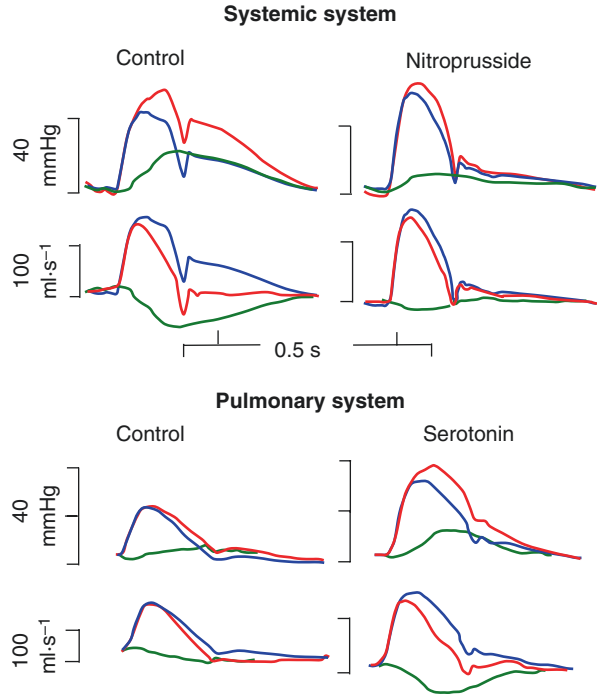 Systemic system
Control
Nitroprusside
40
mmHg
100
ml·s⁻¹
0.5 s
Pulmonary system
Control
Serotonin
40
mmHg
100
ml·s⁻¹